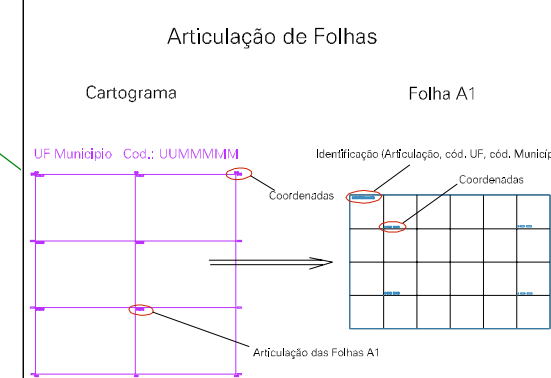 Articulação de Folhas
Cartograma
Folha A1
UF Municipio Cod.: UUMMMMM
Identificação (Articulação, cód. UF, cód. Municíp
Coordenadas
Coordenadas
Articulação das Folhas A1